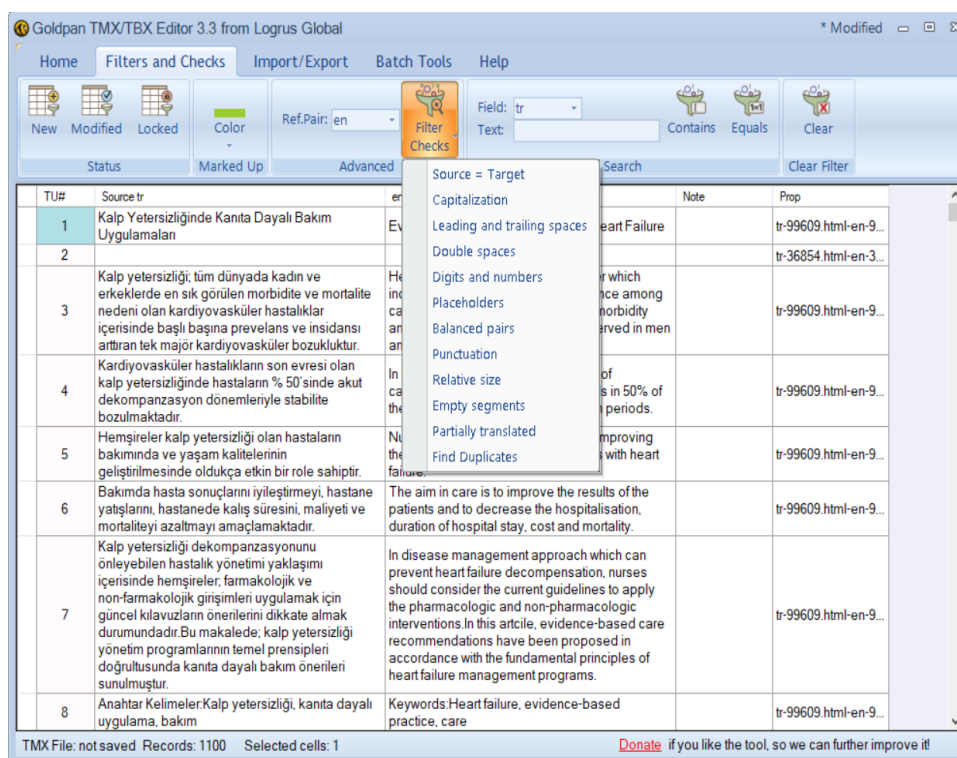 Goldpan TMX/TBX Editor 3.3 from Logrus Global
* Modified
Home Filters and Checks Import/Export Batch Tools Help
New Modified Locked
Status
Color
Marked Up
Ref.Pair: en
Filter
Checks
Advanced
Field: tr
Text:
Contains Equals
Search
Clear
Clear Filter
Source = Target
Capitalization
Leading and trailing spaces
Double spaces
Digits and numbers
Placeholders
Balanced pairs
Punctuation
Relative size
Empty segments
Partially translated
Find Duplicates
TU# Source tr Note Prop
1
Kalp Yetersizliğinde Kanıta Dayalı Bakım
Uygulamaları
eart Failure
tr-99609.html-en-9...
2
tr-36854.html-en-3...
3
Kalp yetersizliği; tüm dünyada kadın ve
erkeklerde en sık görülen morbidite ve mortalite
nedeni olan kardiyovasküler hastalıklar
içerisinde başlı başına prevelans ve insidansı
arttıran tek majör kardiyovasküler bozukluktur.
which
nce among
norbidity
rved in men
tr-99609.html-en-9...
4
Kardiyovasküler hastalıkların son evresi olan
kalp yetersizliğinde hastaların % 50'sinde akut
dekompanzasyon dönemleriyle stabilite
bozulmaktadır.
In of
ca s in 50% of
the periods.
tr-99609.html-en-9...
5
Hemşireler kalp yetersizliği olan hastaların
bakımında ve yaşam kalitelerinin
geliştirilmesinde oldukça etkin bir role sahiptir.
Nu mproving
the with heart
failure.
tr-99609.html-en-9...
6
Bakımda hasta sonuçlarını iyileştirmeyi, hastane
yatışlarını, hastanede kalış süresini, maliyeti ve
mortaliteyi azaltmayı amaçlamaktadır.
The aim in care is to improve the results of the
patients and to decrease the hospitalisation,
duration of hospital stay, cost and mortality.
tr-99609.html-en-9...
7
Kalp yetersizliği dekompanzasyonunu
önleyebilen hastalık yönetimi yaklaşımı
içerisinde hemşireler; farmakolojik ve
non-farmakolojik girişimleri uygulamak için
güncel kılavuzların önerilerini dikkate almak
durumundadır.Bu makalede; kalp yetersizliği
yönetim programlarının temel prensipleri
doğrultusunda kanıta dayalı bakım önerileri
sunulmuştur.
In disease management approach which can
prevent heart failure decompensation, nurses
should consider the current guidelines to apply
the pharmacologic and non-pharmacologic
interventions.In this artcile, evidence-based care
recommendations have been proposed in
accordance with the fundamental principles of
heart failure management programs.
tr-99609.html-en-9...
8
Anahtar Kelimeler:Kalp yetersizliği, kanıta dayalı
uygulama, bakım
Keywords:Heart failure, evidence-based
practice, care
tr-99609.html-en-9...
TMX File: not saved Records: 1100 Selected cells: 1
Donate if you like the tool, so we can further improve it!